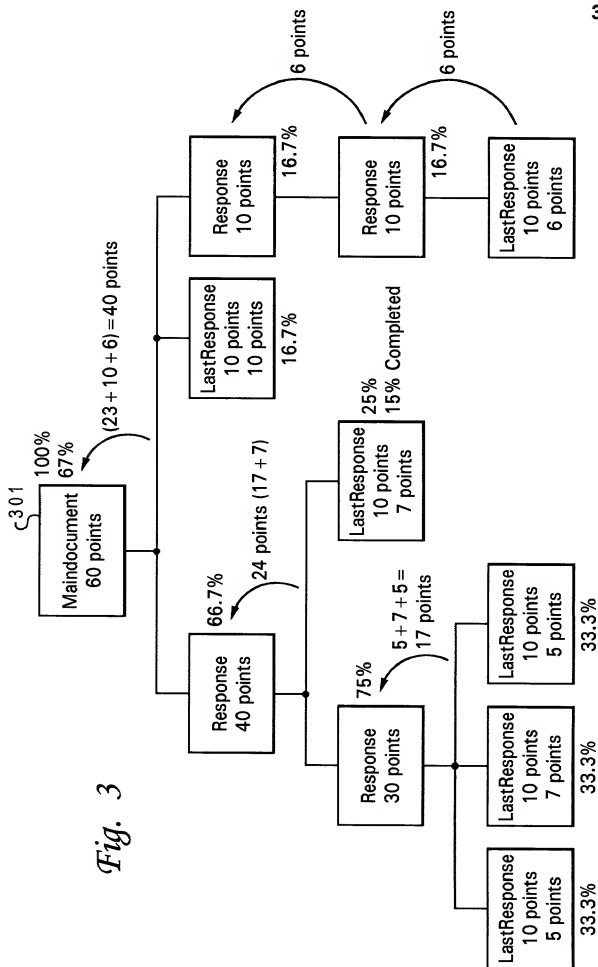 301
100%
67%
Maindocument
60 points
(23 + 10 + 6) = 40 points
Response
40 points
66.7%
24 points (17 + 7)
LastResponse
10 points
10 points
16.7%
Response
10 points
16.7%
6 points
Response
30 points
75%
5 + 7 + 5 =
17 points
LastResponse
10 points
7 points
25%
15% Completed
Response
10 points
16.7%
6 points
LastResponse
10 points
5 points
33.3%
LastResponse
10 points
7 points
33.3%
LastResponse
10 points
5 points
33.3%
LastResponse
10 points
6 points
Fig. 3